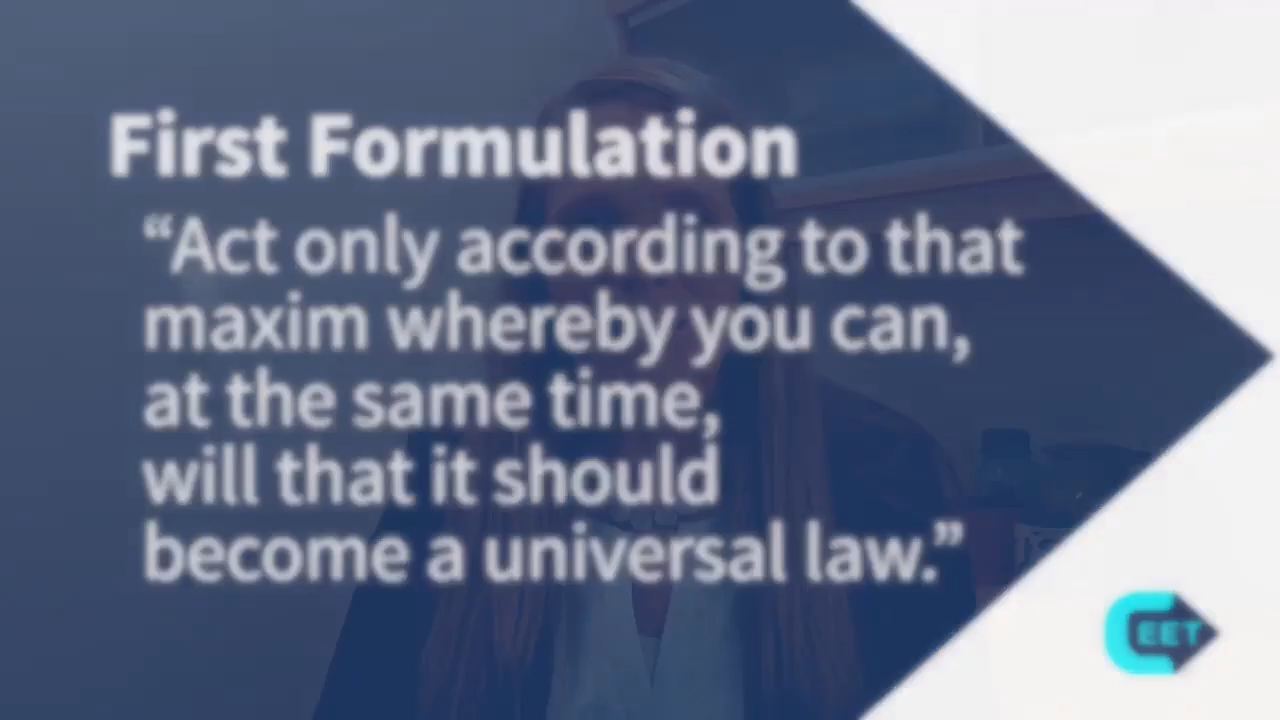 First Formulation
“Act only according to that
maxim whereby you can,
at the same time,
will that it should
become a universal law.”
CEET